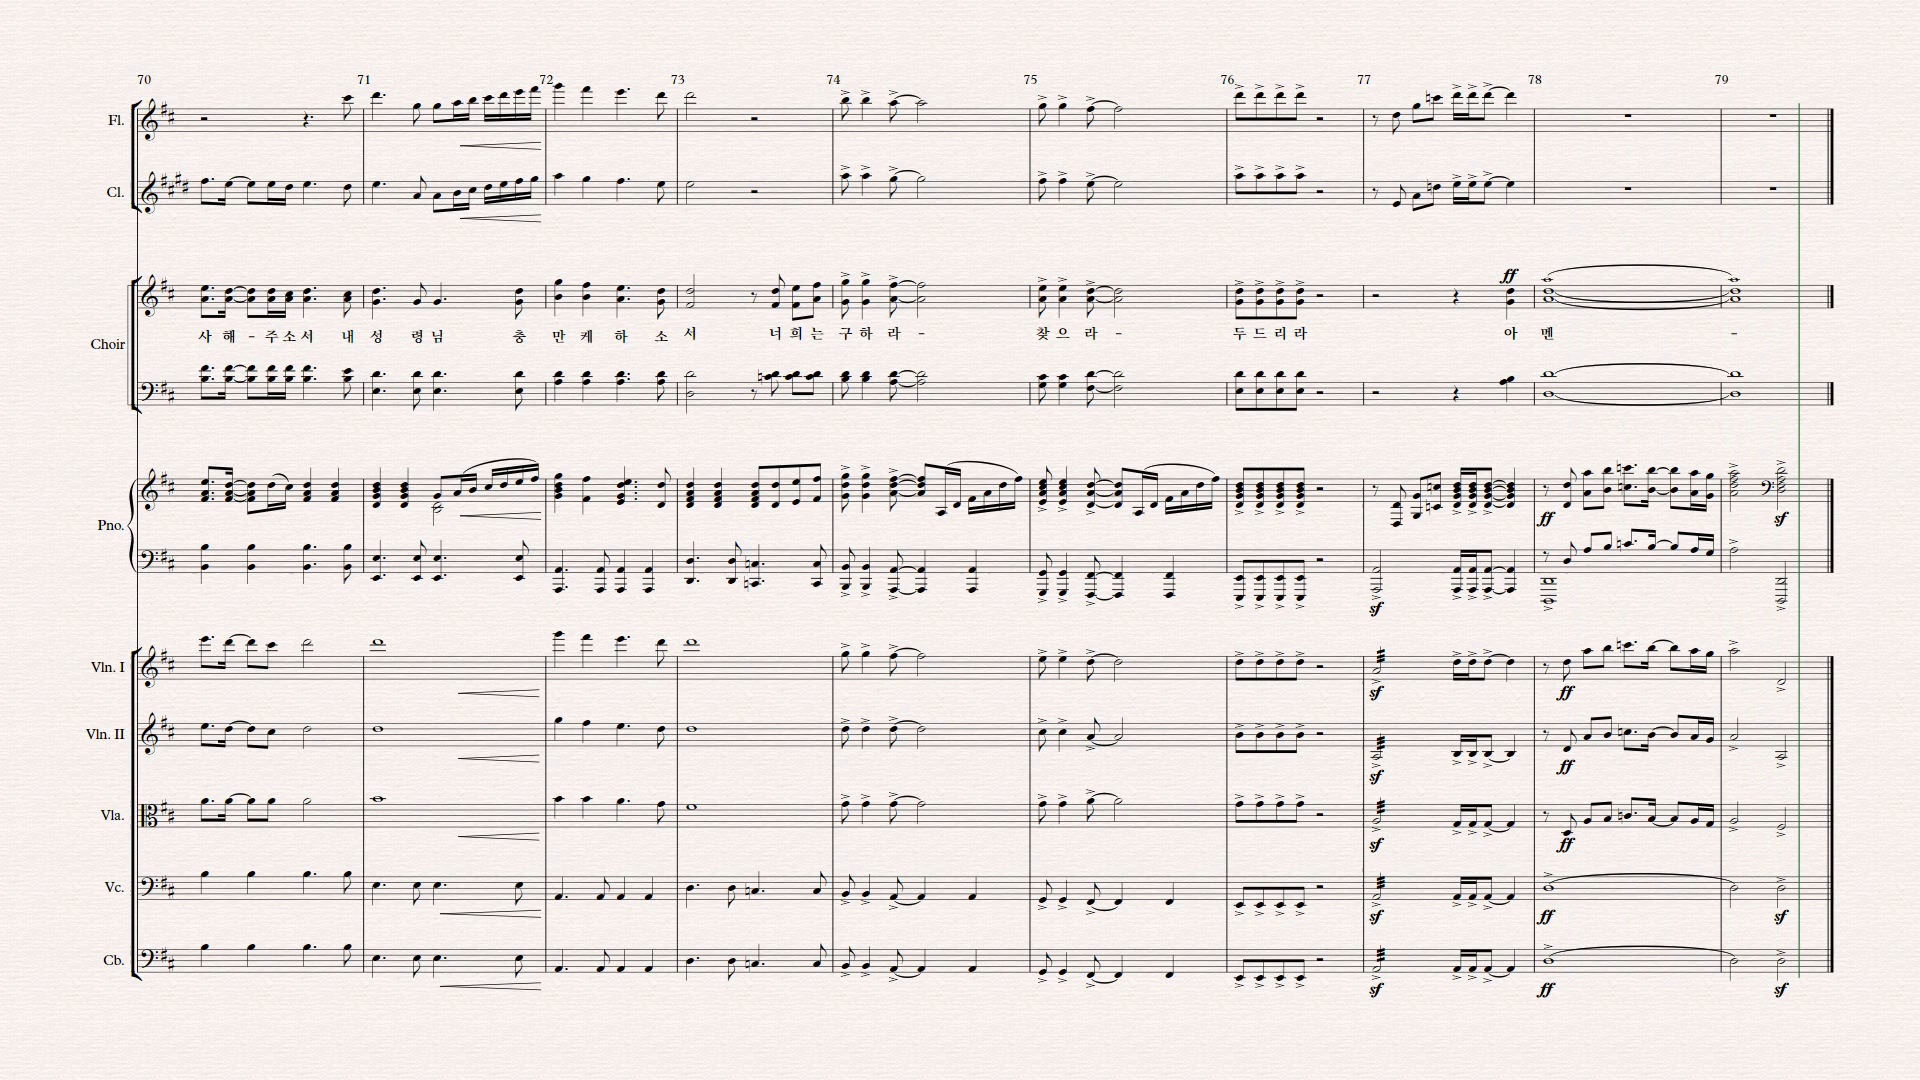 70 71 72 73 74 75 76 77 78 79
Fl.
Cl.
ff
사 해 - 주 소 서 내 성 령 님 충 만 케 하 소 서 너 희 는 구 하 라 - 찾 으 라 - 두 드 리 라 아 멘 -
Choir
Pno.
ff sf
sf
Vln. I
sf ff
Vln. II
sf ff
Vla.
sf ff
Vc.
sf ff sf
Cb.
sf ff sf